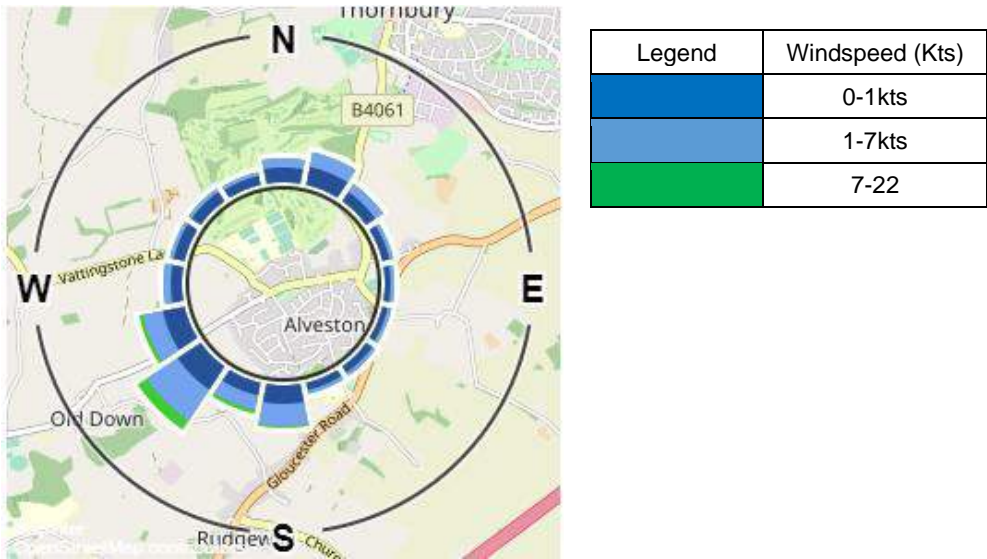 Thornbury
N
B4061
Vattingstone La
W
E
Alveston
Old Down
Gloucester Road
Rudgew
S
Chure
Legend Windspeed (Kts)
0-1kts
1-7kts
7-22